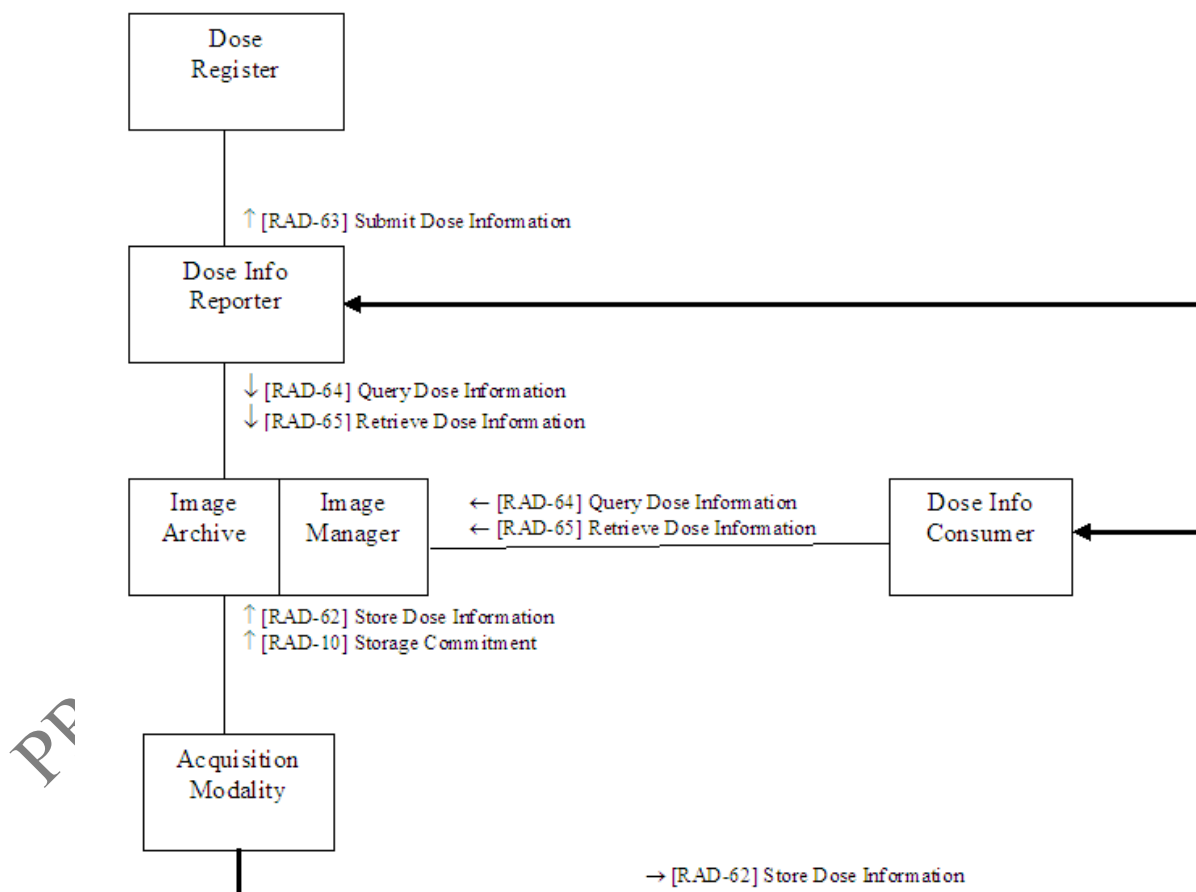 Dose
Register
↑ [RAD-63] Submit Dose Information
Dose Info
Reporter
↓ [RAD-64] Query Dose Information
↓ [RAD-65] Retrieve Dose Information
Image
Archive
Image
Manager
← [RAD-64] Query Dose Information
← [RAD-65] Retrieve Dose Information
Dose Info
Consumer
↑ [RAD-62] Store Dose Information
↑ [RAD-10] Storage Commitment
Acquisition
Modality
→ [RAD-62] Store Dose Information